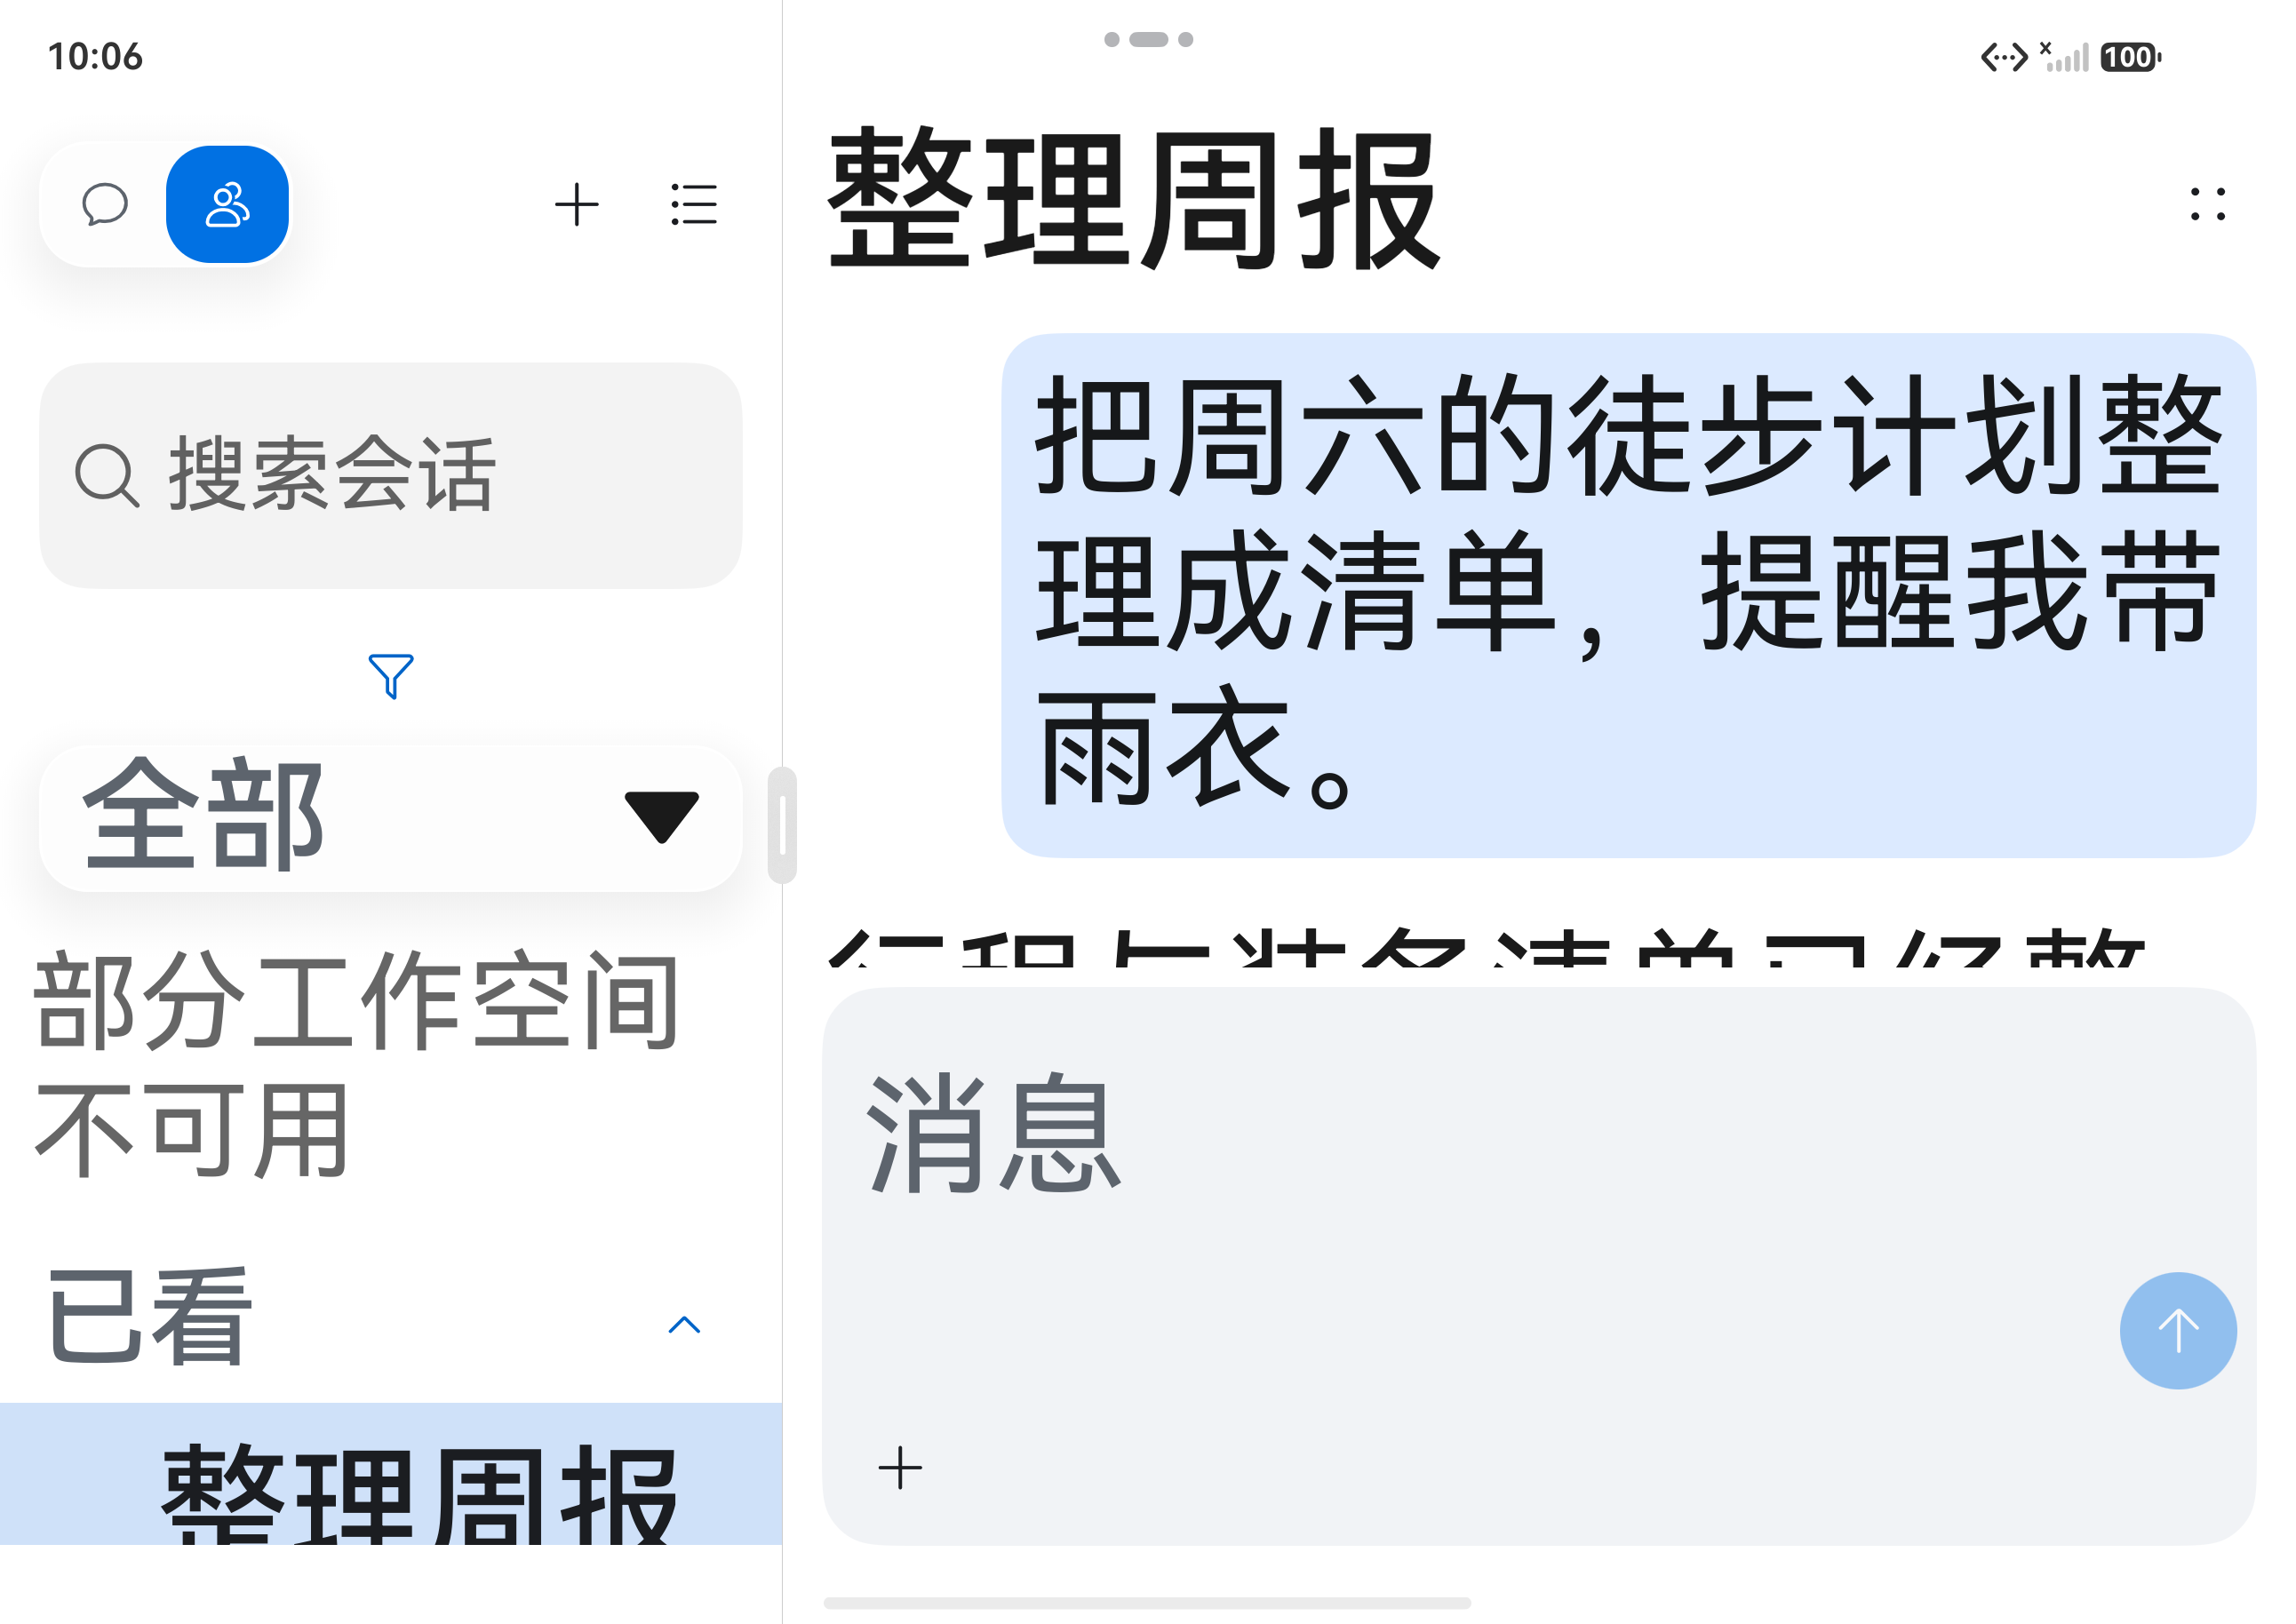 10:06
100
搜索会话
全部
部分工作空间
不可用
已看
整理周报
整理周报
把周六的徒步计划整
理成清单，提醒我带
雨衣。
消息